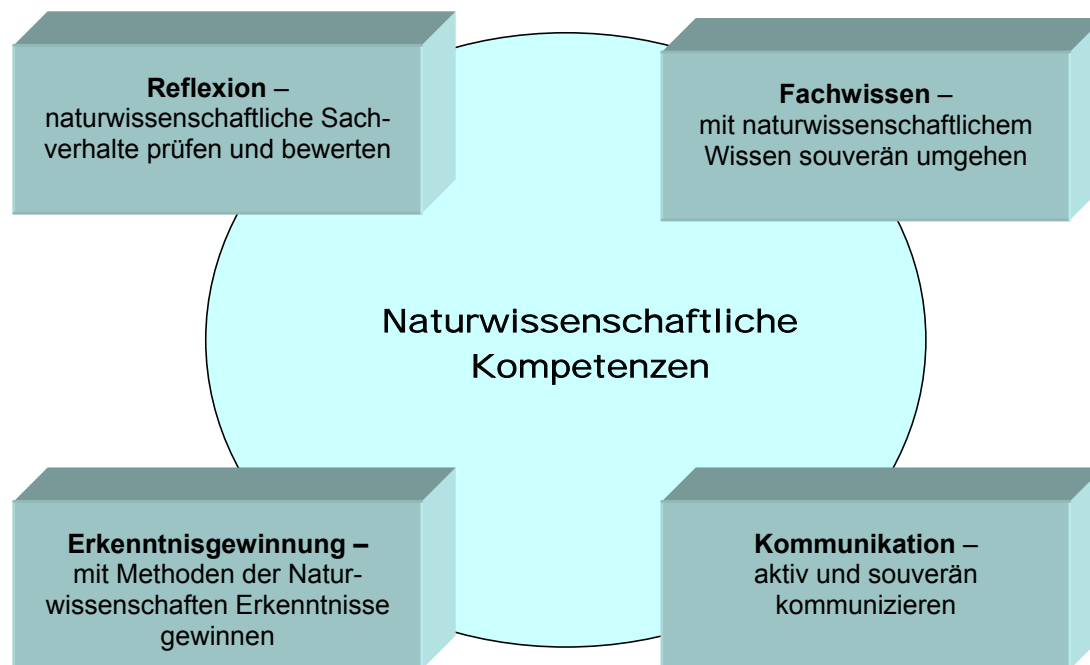 Reflexion –
naturwissenschaftliche Sach-
verhalte prüfen und bewerten
Fachwissen –
mit naturwissenschaftlichem
Wissen souverän umgehen
Naturwissenschaftliche
Kompetenzen
Erkenntnisgewinnung –
mit Methoden der Natur-
wissenschaften Erkenntnisse
gewinnen
Kommunikation –
aktiv und souverän
kommunizieren